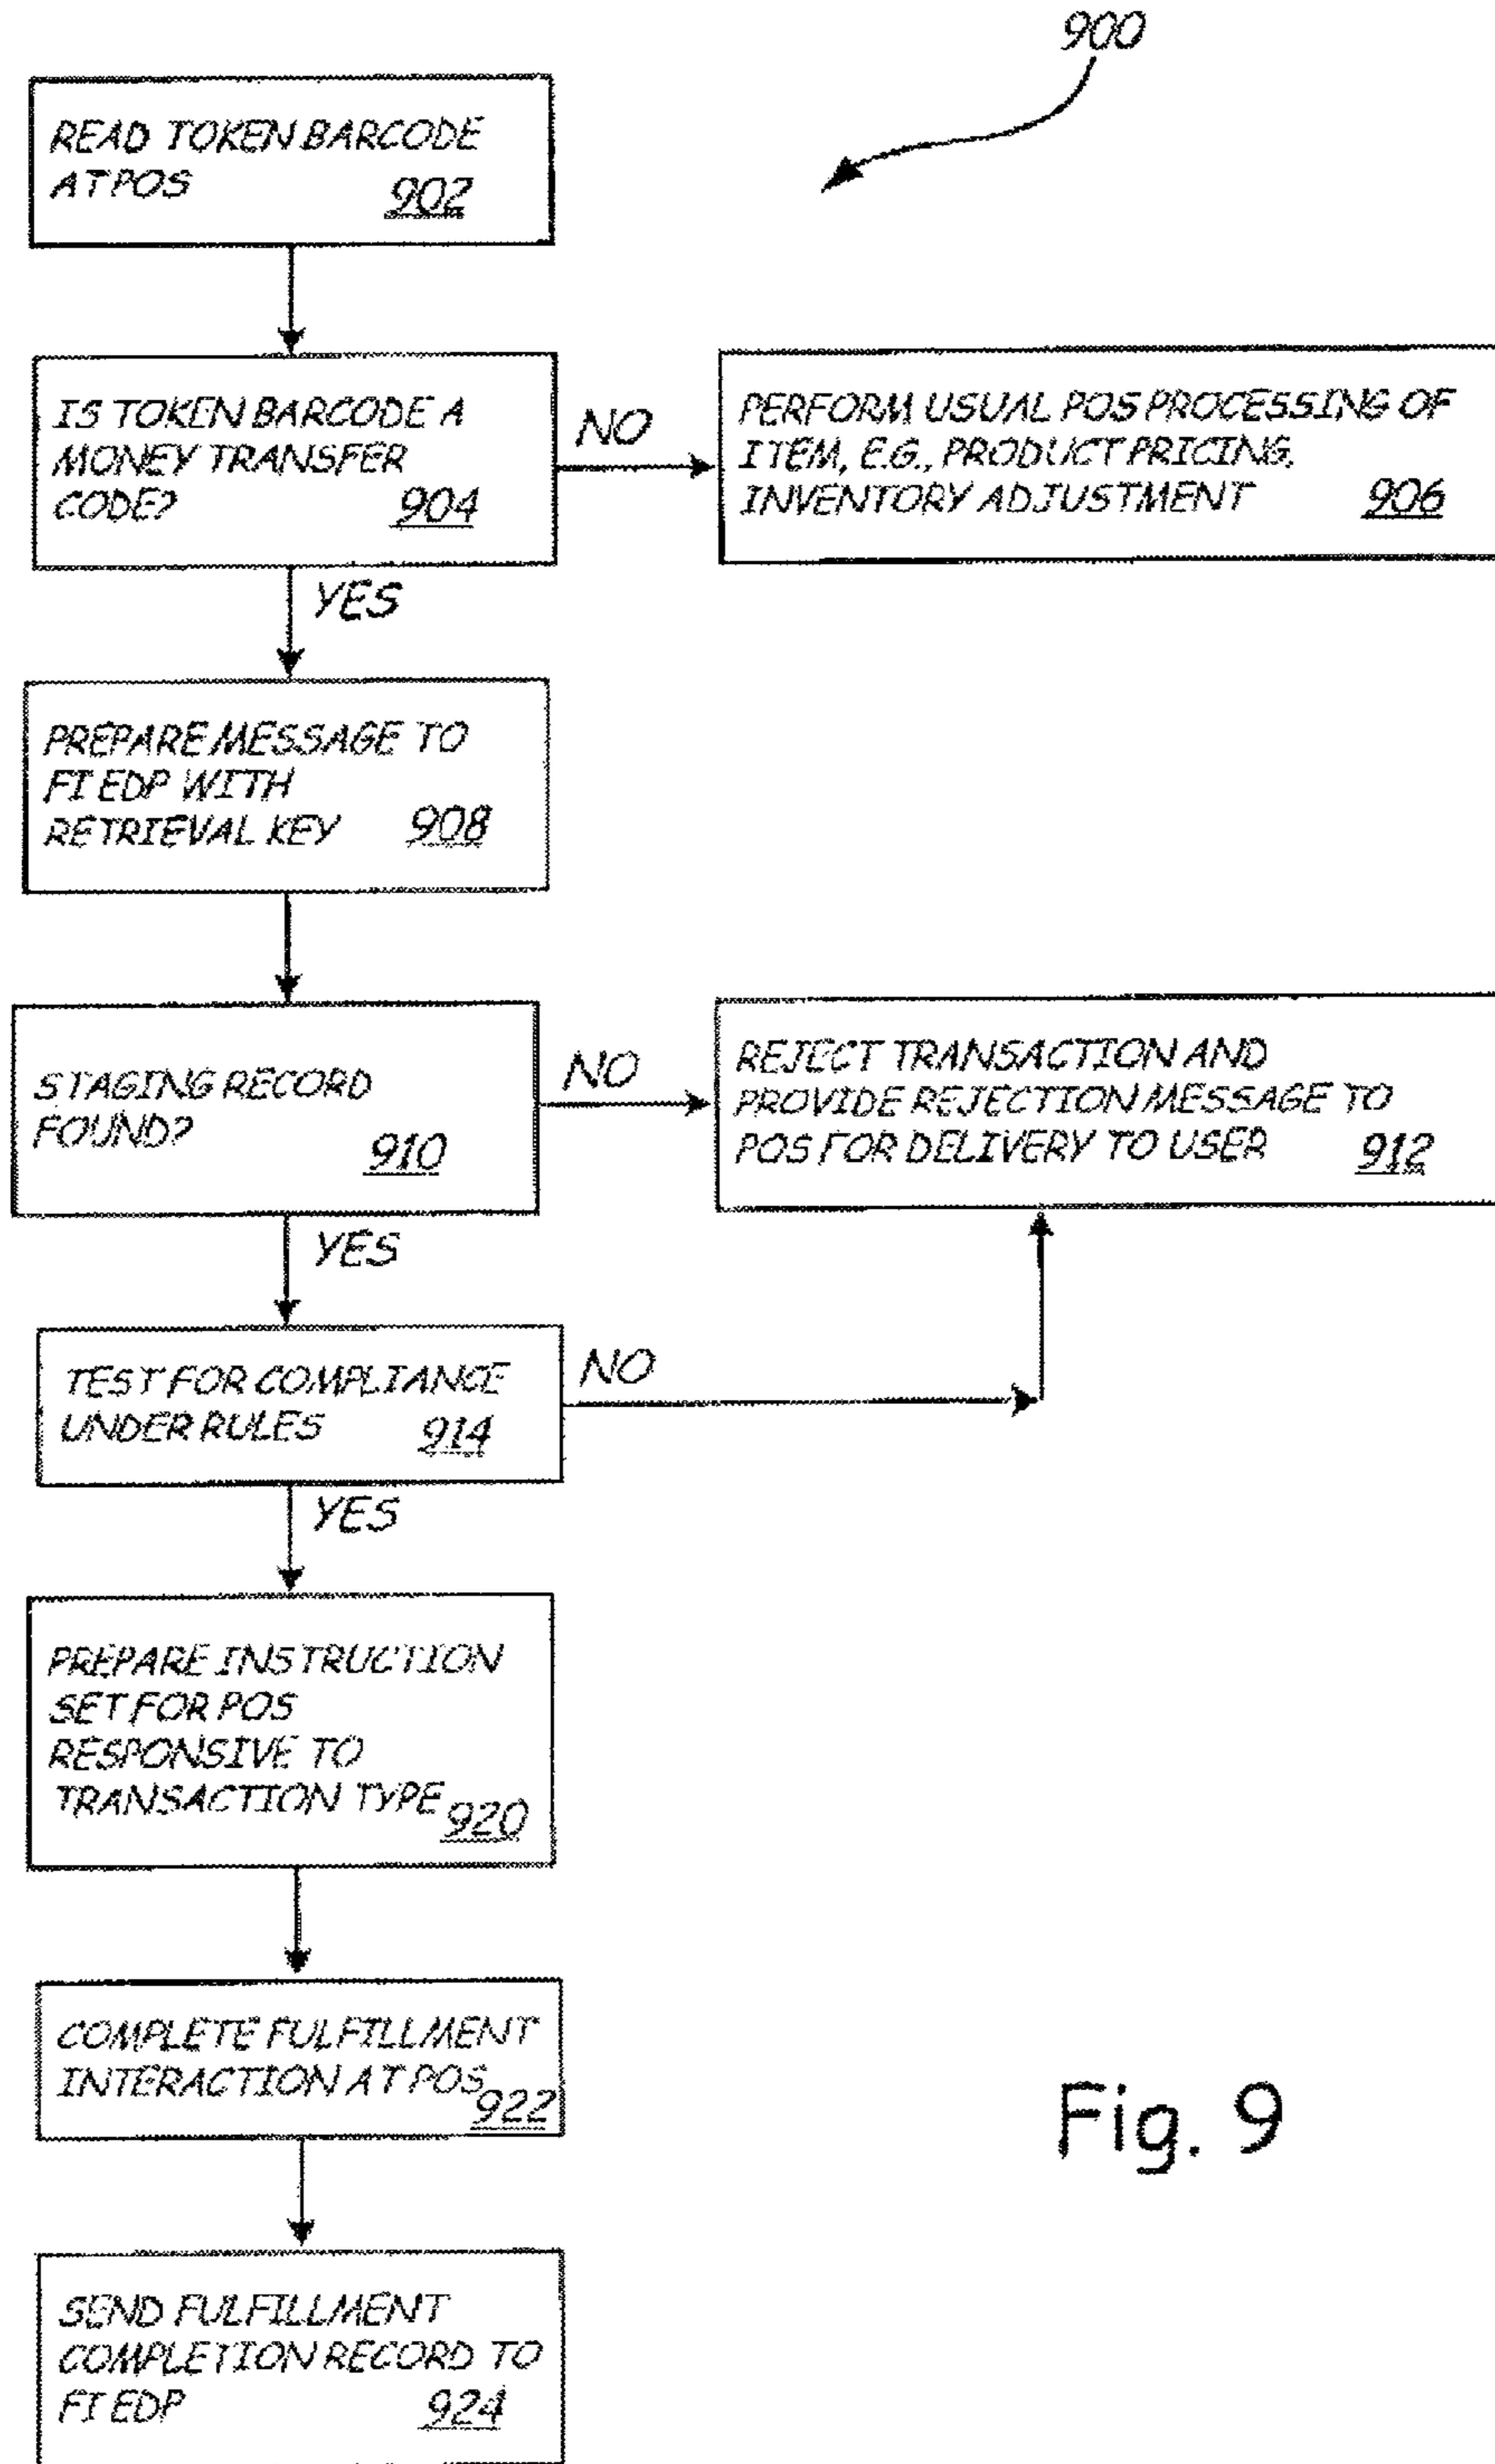 900
READ TOKEN BARCODE
AT POS 902
IS TOKEN BARCODE A
MONEY TRANSFER
CODE? 904
NO
PERFORM USUAL POS PROCESSING OF
ITEM, E.G., PRODUCT PRICING,
INVENTORY ADJUSTMENT 906
YES
PREPARE MESSAGE TO
FI EDP WITH
RETRIEVAL KEY 908
STAGING RECORD
FOUND? 910
NO
REJECT TRANSACTION AND
PROVIDE REJECTION MESSAGE TO
POS FOR DELIVERY TO USER 912
YES
TEST FOR COMPLIANCE
UNDER RULES 914
NO
YES
PREPARE INSTRUCTION
SET FOR POS
RESPONSIVE TO
TRANSACTION TYPE 920
COMPLETE FULFILLMENT
INTERACTION AT POS 922
SEND FULFILLMENT
COMPLETION RECORD TO
FI EDP 924
Fig. 9